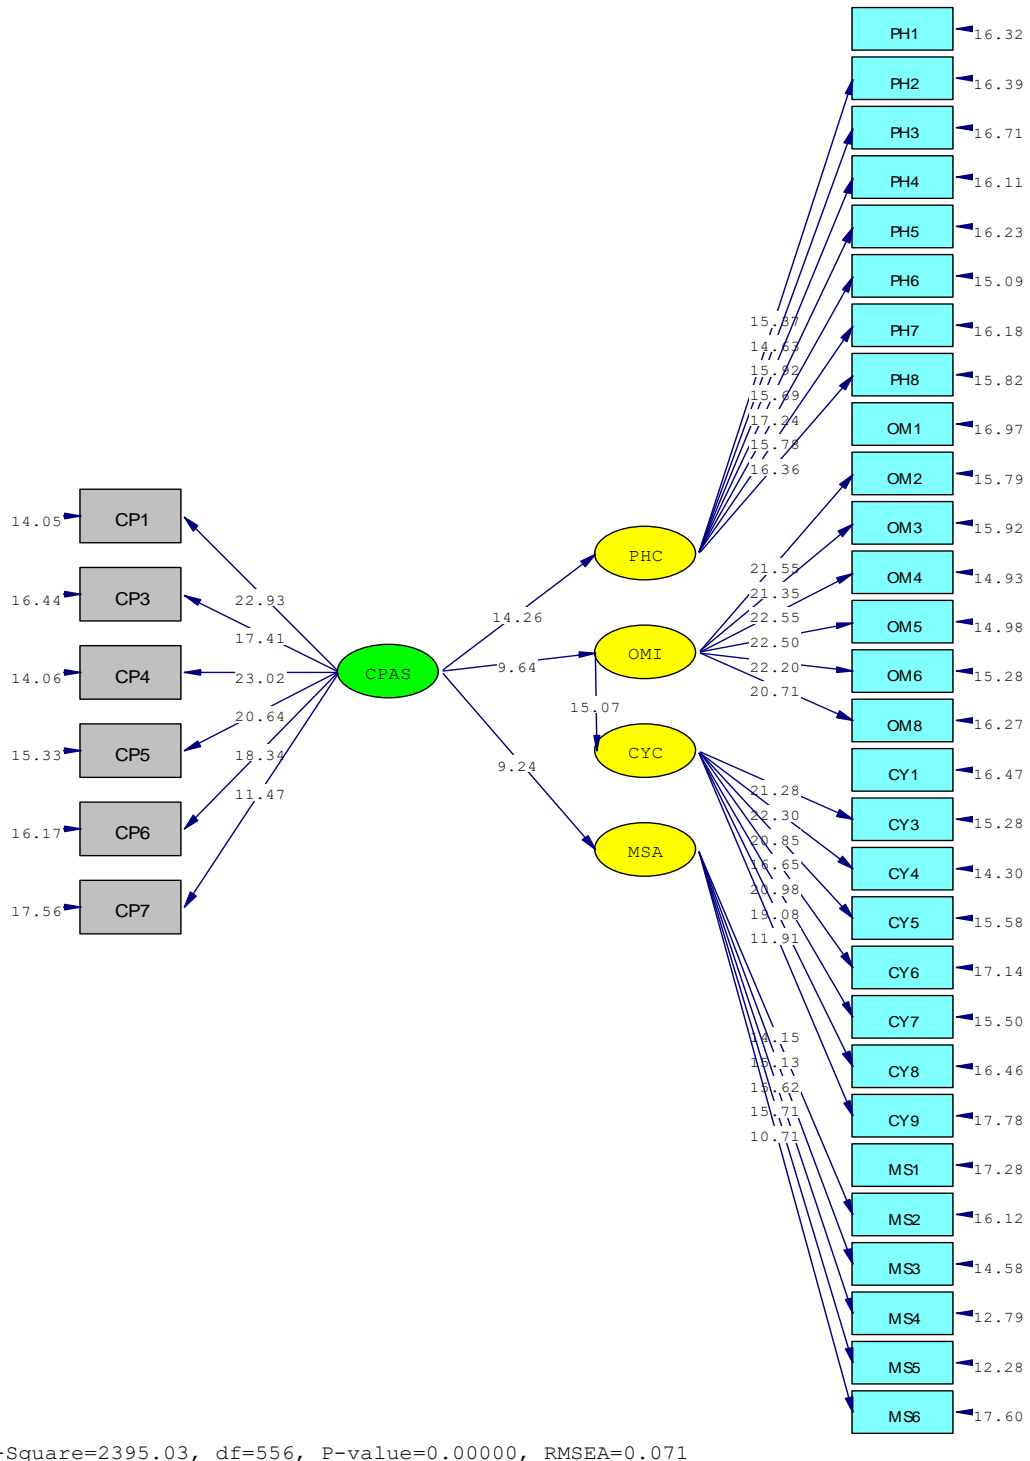 PH1 16.32
PH2 16.39
PH3 16.71
PH4 16.11
PH5 16.23
PH6 15.09
PH7 16.18
PH8 15.82
OM1 16.97
OM2 15.79
OM3 15.92
OM4 14.93
OM5 14.98
OM6 15.28
OM8 16.27
CY1 16.47
CY3 15.28
CY4 14.30
CY5 15.58
CY6 17.14
CY7 15.50
CY8 16.46
CY9 17.78
MS1 17.28
MS2 16.12
MS3 14.58
MS4 12.79
MS5 12.28
MS6 17.60
15.37
14.63
15.92
15.69
17.24
15.78
16.36
21.55
21.35
22.55
22.50
22.20
20.71
21.28
22.30
20.85
16.65
20.98
19.08
11.91
14.15
15.13
15.62
15.71
10.71
PHC
OMI
CYC
MSA
14.26
9.64
15.07
9.24
CPAS
22.93
17.41
23.02
20.64
18.34
11.47
14.05 CP1
16.44 CP3
14.06 CP4
15.33 CP5
16.17 CP6
17.56 CP7
-Square=2395.03, df=556, P-value=0.00000, RMSEA=0.071